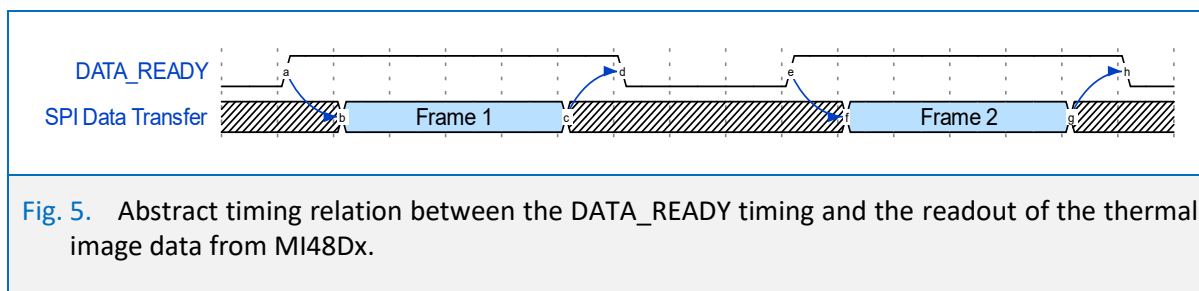 DATA_READY
a
d
e
h
SPI Data Transfer
b
Frame 1
c
f
Frame 2
g
Fig. 5. Abstract timing relation between the DATA_READY timing and the readout of the thermal
image data from MI48Dx.